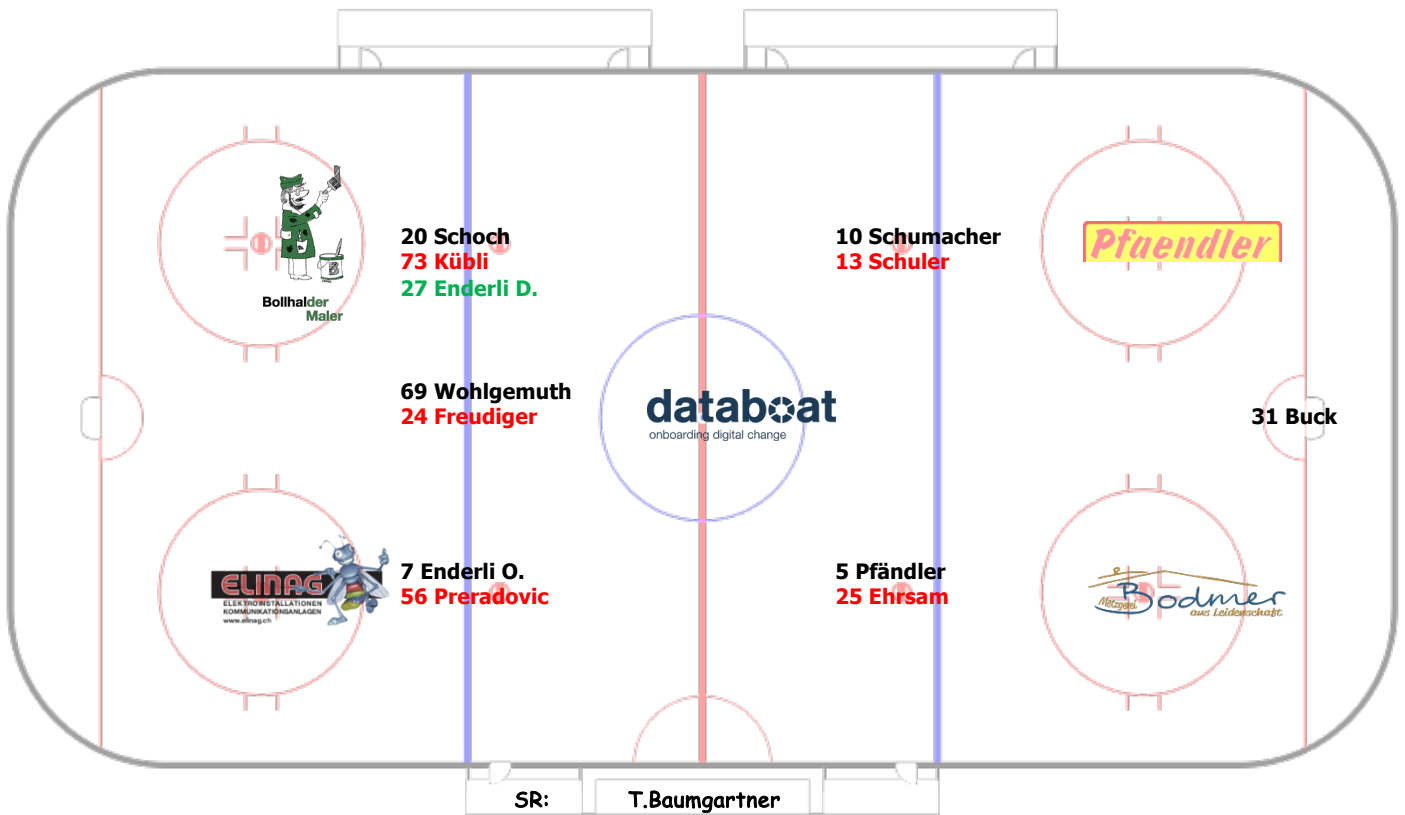 20 Schoch
73 Kübli
27 Enderli D.
10 Schumacher
13 Schuler
Pfaendler
Bollhalder
Maler
69 Wohlgemuth
24 Freudiger
databoat
onboarding digital change
31 Buck
ELINAG
ELEKTROINSTALLATIONEN
KOMMUNIKATIONSANLAGEN
www.elinag.ch
7 Enderli O.
56 Preradovic
5 Pfändler
25 Ehrsam
Metzgerei
Bodmer
aus Leidenschaft
SR: T.Baumgartner